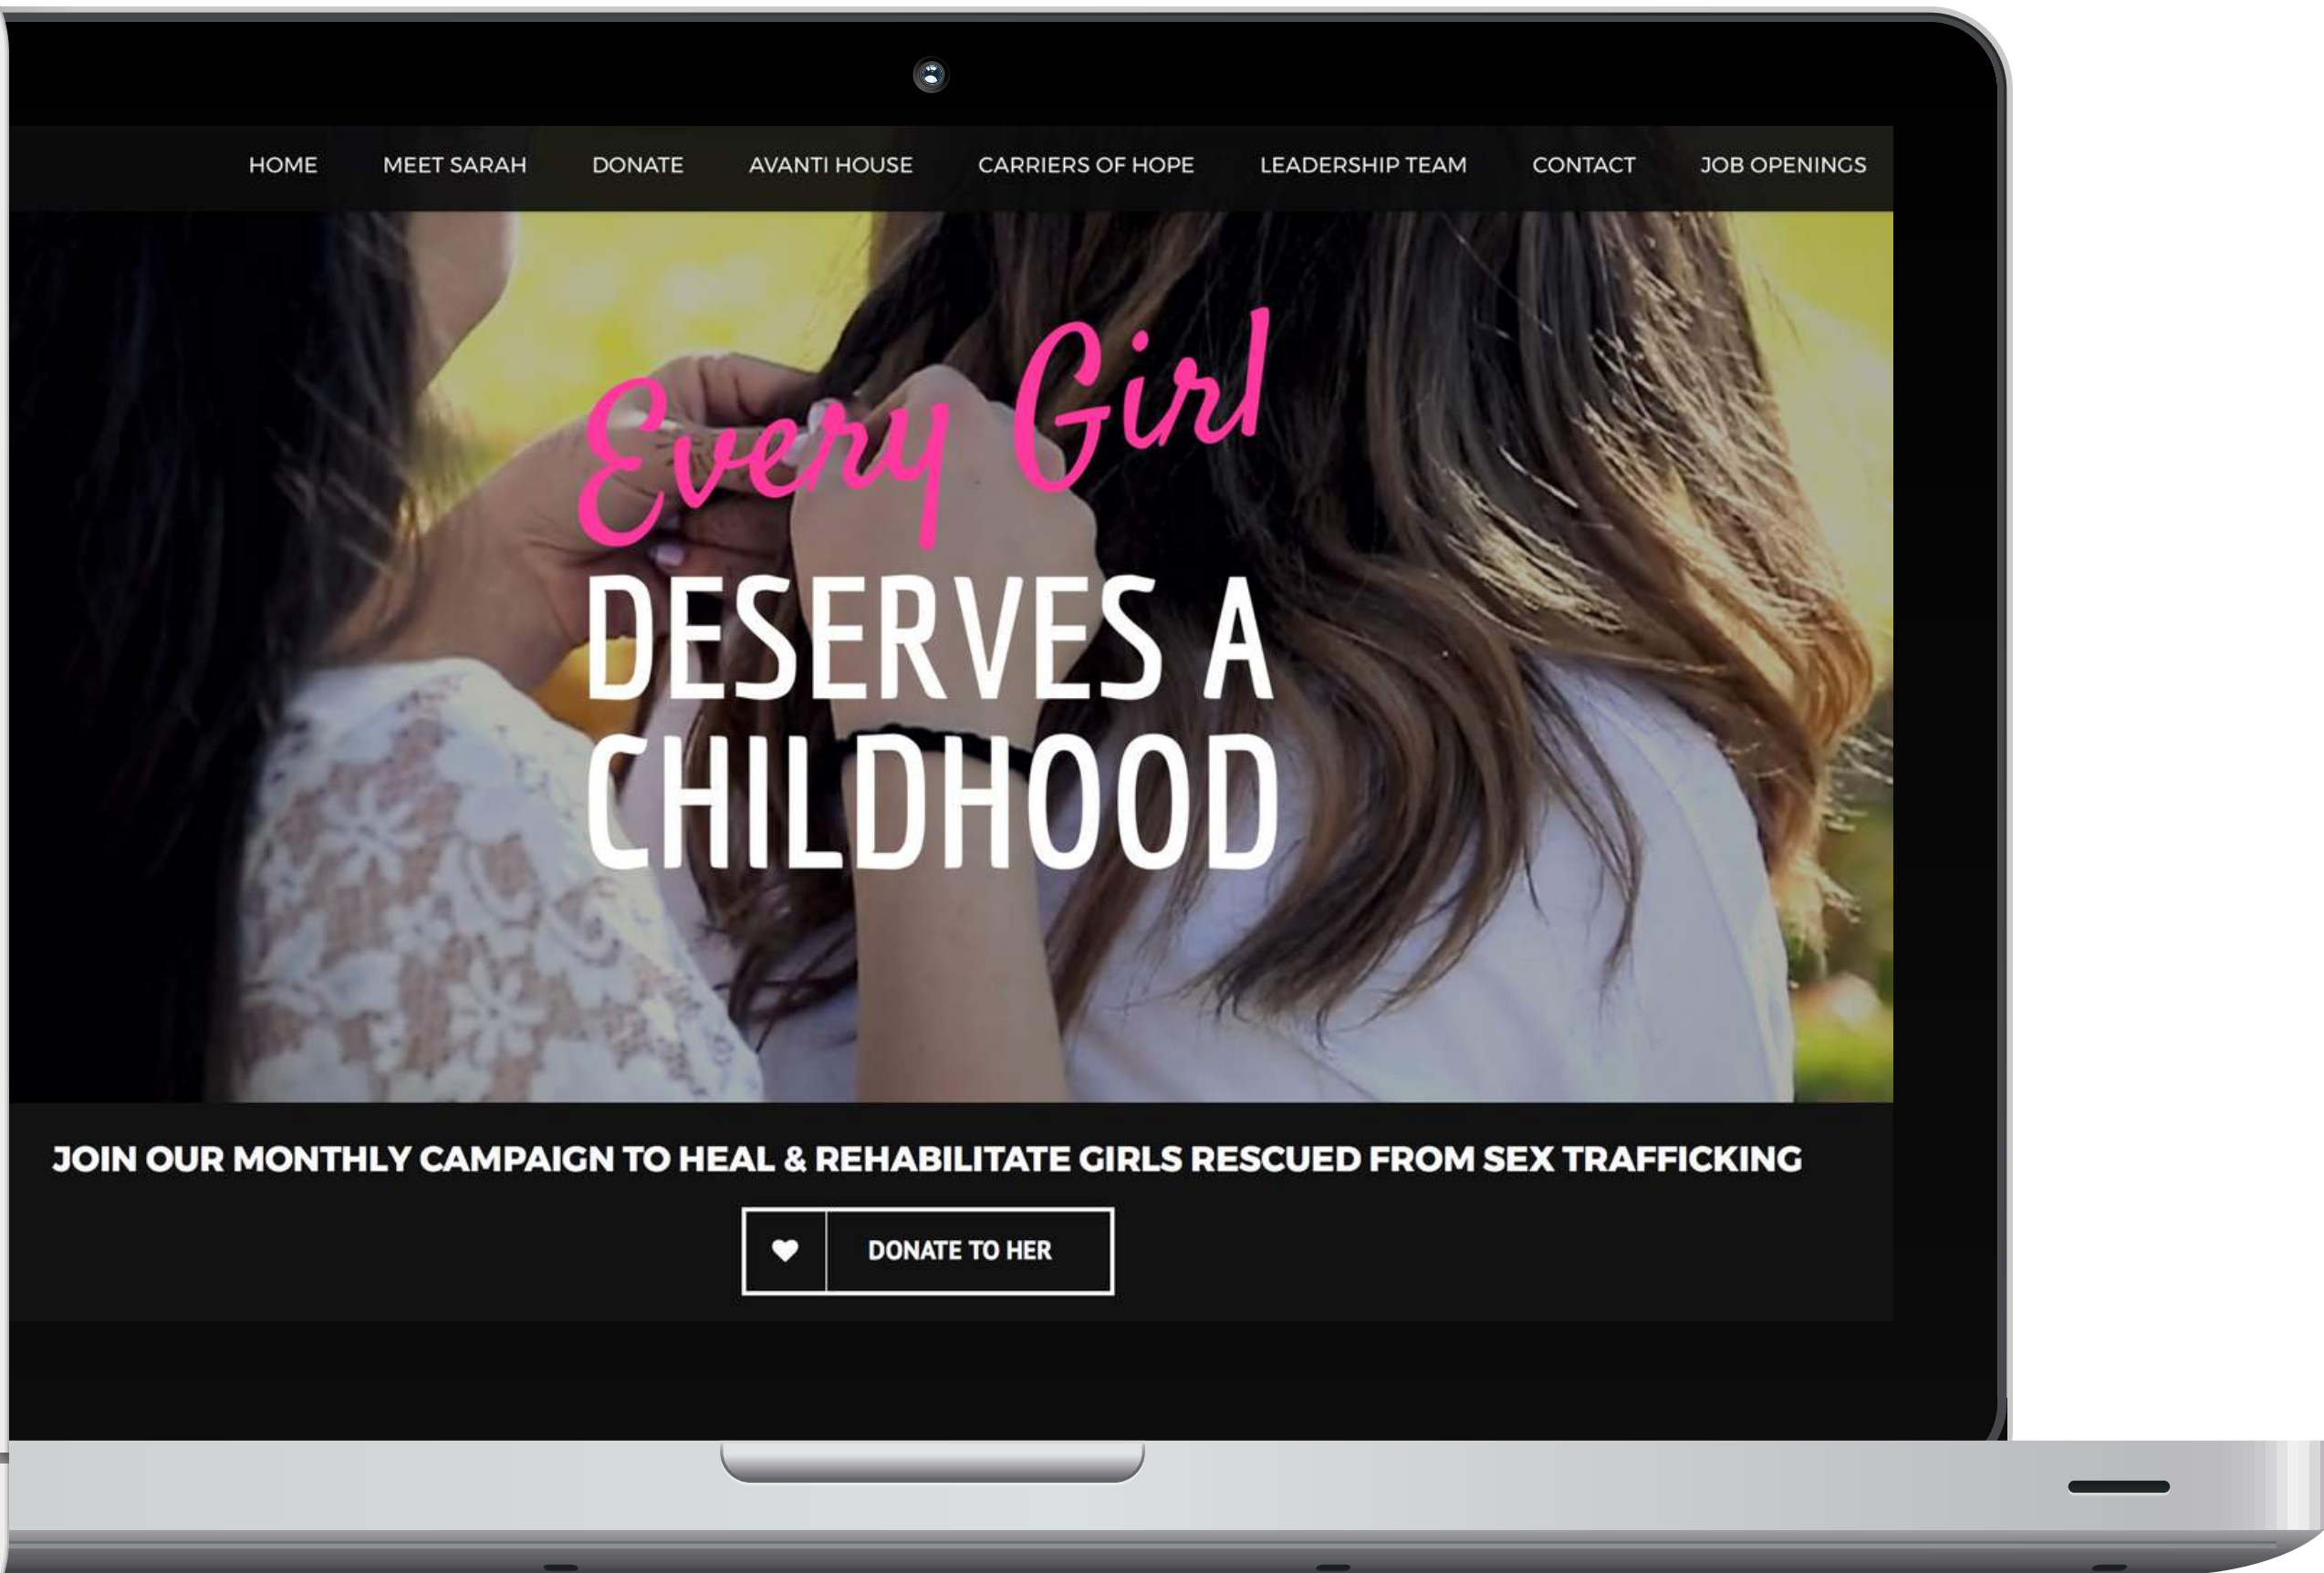 HOME MEET SARAH DONATE AVANTI HOUSE CARRIERS OF HOPE LEADERSHIP TEAM CONTACT JOB OPENINGS
Every Girl
DESERVES A
CHILDHOOD
JOIN OUR MONTHLY CAMPAIGN TO HEAL & REHABILITATE GIRLS RESCUED FROM SEX TRAFFICKING
DONATE TO HER